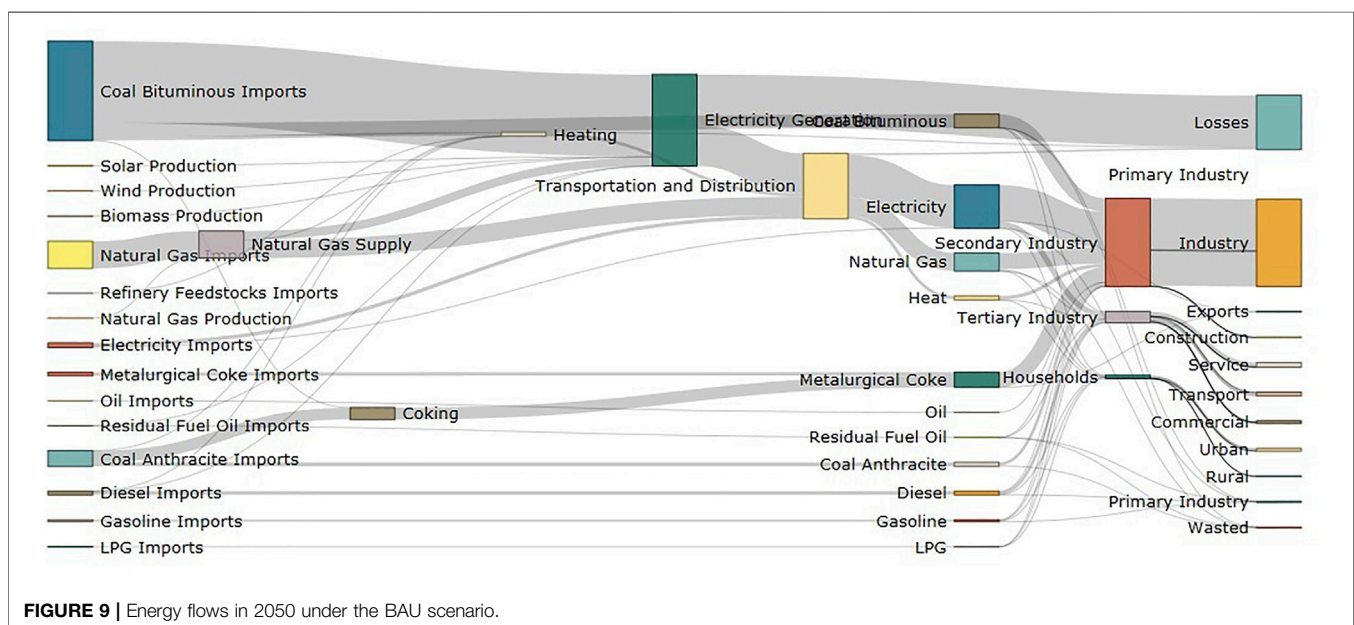 Coal Bituminous Imports
Solar Production
Wind Production
Biomass Production
Natural Gas Imports
Refinery Feedstocks Imports
Natural Gas Production
Electricity Imports
Metalurgical Coke Imports
Oil Imports
Residual Fuel Oil Imports
Coal Anthracite Imports
Diesel Imports
Gasoline Imports
LPG Imports
Natural Gas Supply
Coking
Heating
Electricity Generation
Transportation and Distribution
Coal Bituminous
Electricity
Natural Gas
Heat
Metalurgical Coke
Oil
Residual Fuel Oil
Coal Anthracite
Diesel
Gasoline
LPG
Primary Industry
Secondary Industry
Tertiary Industry
Households
Losses
Industry
Exports
Construction
Service
Transport
Commercial
Urban
Rural
Primary Industry
Wasted
FIGURE 9 | Energy flows in 2050 under the BAU scenario.